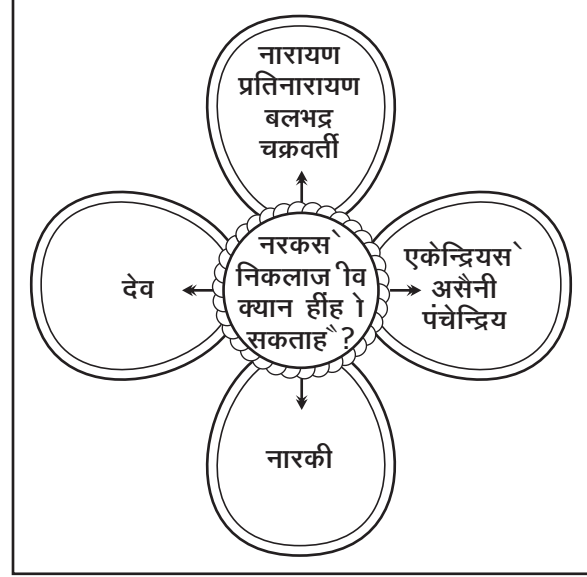 नारायण
प्रतिनारायण
बलभद्र
चक्रवर्ती
देव
नरकसे
निकलाजीव
क्यान हींहो
सकताहै?
एकेन्द्रियसे
असैनी
पंचेन्द्रिय
नारकी